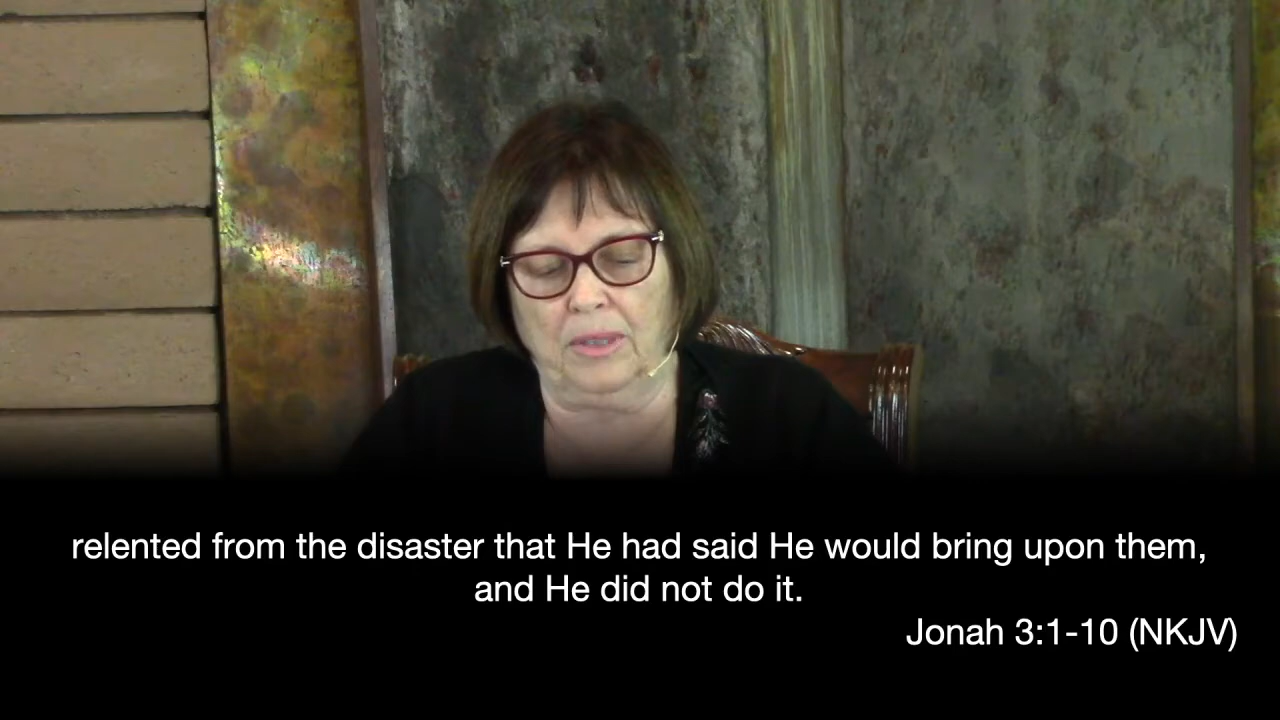 relented from the disaster that He had said He would bring upon them,
and He did not do it.
Jonah 3:1-10 (NKJV)